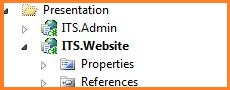 Presentation
ITS.Admin
ITS.Website
Properties
References